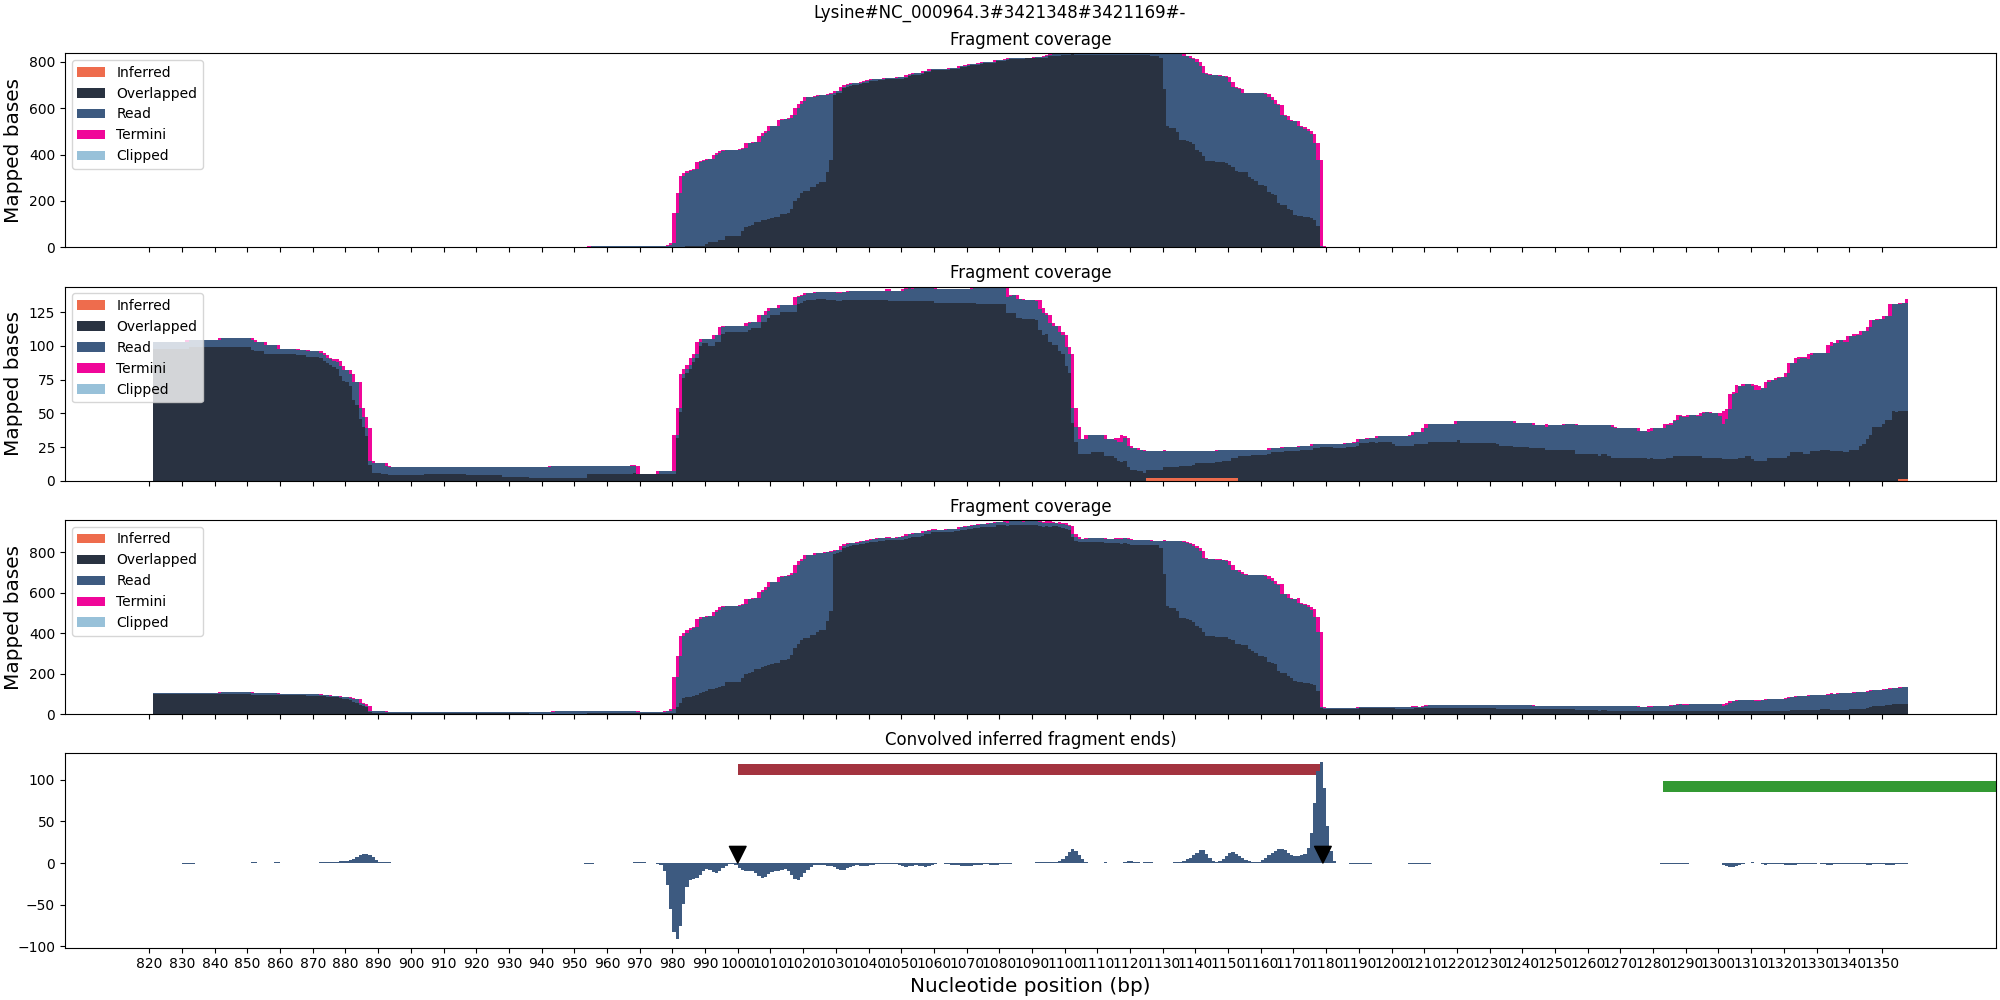 Lysine#NC_000964.3#3421348#3421169#-
Fragment coverage
Mapped bases
800
600
400
200
0
Inferred
Overlapped
Read
Termini
Clipped
Fragment coverage
Mapped bases
125
100
75
50
25
0
Inferred
Overlapped
Read
Termini
Clipped
Fragment coverage
Mapped bases
800
600
400
200
0
Inferred
Overlapped
Read
Termini
Clipped
Convolved inferred fragment ends)
100
50
0
−50
−100
820 830 840 850 860 870 880 890 900 910 920 930 940 950 960 970 980 990 1000 1010 1020 1030 1040 1050 1060 1070 1080 1090 1100 1110 1120 1130 1140 1150 1160 1170 1180 1190 1200 1210 1220 1230 1240 1250 1260 1270 1280 1290 1300 1310 1320 1330 1340 1350
Nucleotide position (bp)